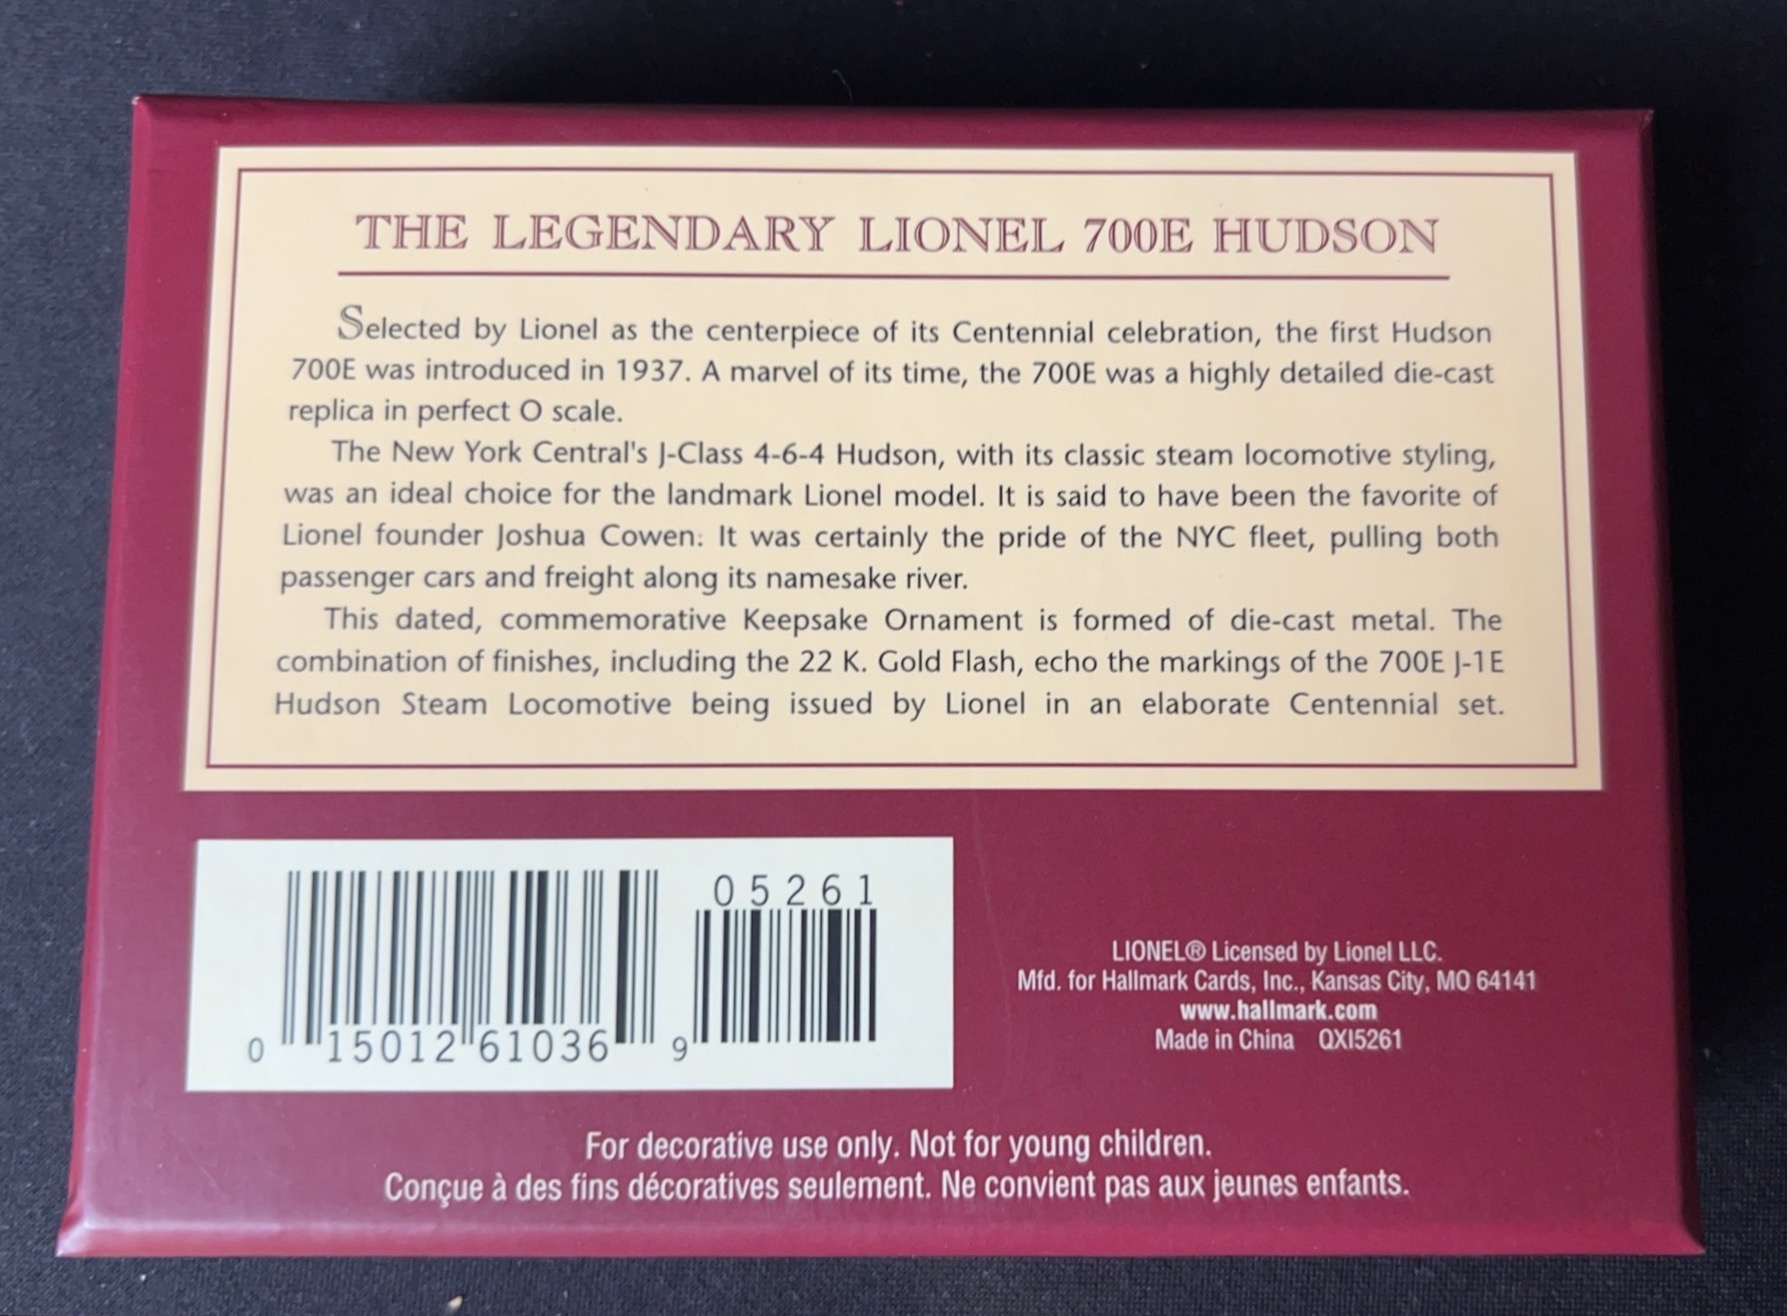 THE LEGENDARY LIONEL 700E HUDSON
Selected by Lionel as the centerpiece of its Centennial celebration, the first Hudson
700E was introduced in 1937. A marvel of its time, the 700E was a highly detailed die-cast
replica in perfect O scale.
The New York Central's J-Class 4-6-4 Hudson, with its classic steam locomotive styling,
was an ideal choice for the landmark Lionel model. It is said to have been the favorite of
Lionel founder Joshua Cowen. It was certainly the pride of the NYC fleet, pulling both
passenger cars and freight along its namesake river.
This dated, commemorative Keepsake Ornament is formed of die-cast metal. The
combination of finishes, including the 22 K. Gold Flash, echo the markings of the 700E J-1E
Hudson Steam Locomotive being issued by Lionel in an elaborate Centennial set.
05261
0 15012 61036 9
LIONEL® Licensed by Lionel LLC.
Mfd. for Hallmark Cards, Inc., Kansas City, MO 64141
www.hallmark.com
Made in China QXI5261
For decorative use only. Not for young children.
Conçue à des fins décoratives seulement. Ne convient pas aux jeunes enfants.